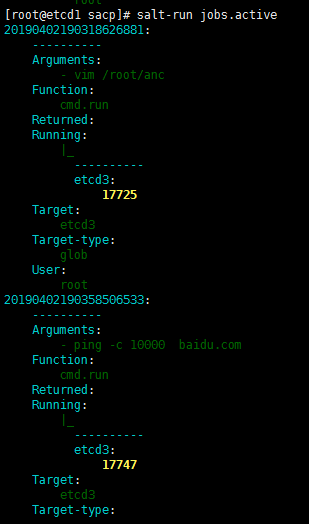 root
[root@etcd1 sacp]# salt-run jobs.active
20190402190318626881:
----------
Arguments:
- vim /root/anc
Function:
cmd.run
Returned:
Running:
|_
----------
etcd3:
17725
Target:
etcd3
Target-type:
glob
User:
root
20190402190358506533:
----------
Arguments:
- ping -c 10000  baidu.com
Function:
cmd.run
Returned:
Running:
|_
----------
etcd3:
17747
Target:
etcd3
Target-type: